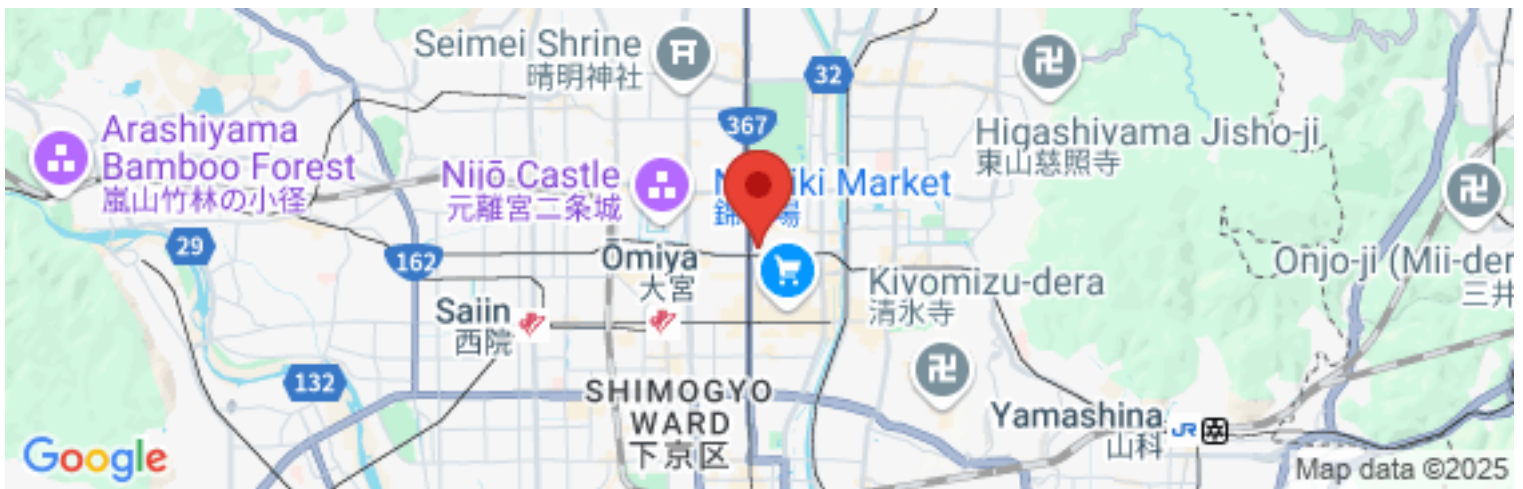 Seimei Shrine
晴明神社
32
367
Arashiyama
Bamboo Forest
嵐山竹林の小径
Nijō Castle
元離宮二条城
Market
Higashiyama Jisho-ji
東山慈照寺
29
162
Ōmiya
大宮
Saiin
西院
Kiyomizu-dera
清水寺
Onjo-ji (Mii-der
三井
132
SHIMOGYO
WARD
下京区
Yamashina
山科
JR
Google
Map data ©2025